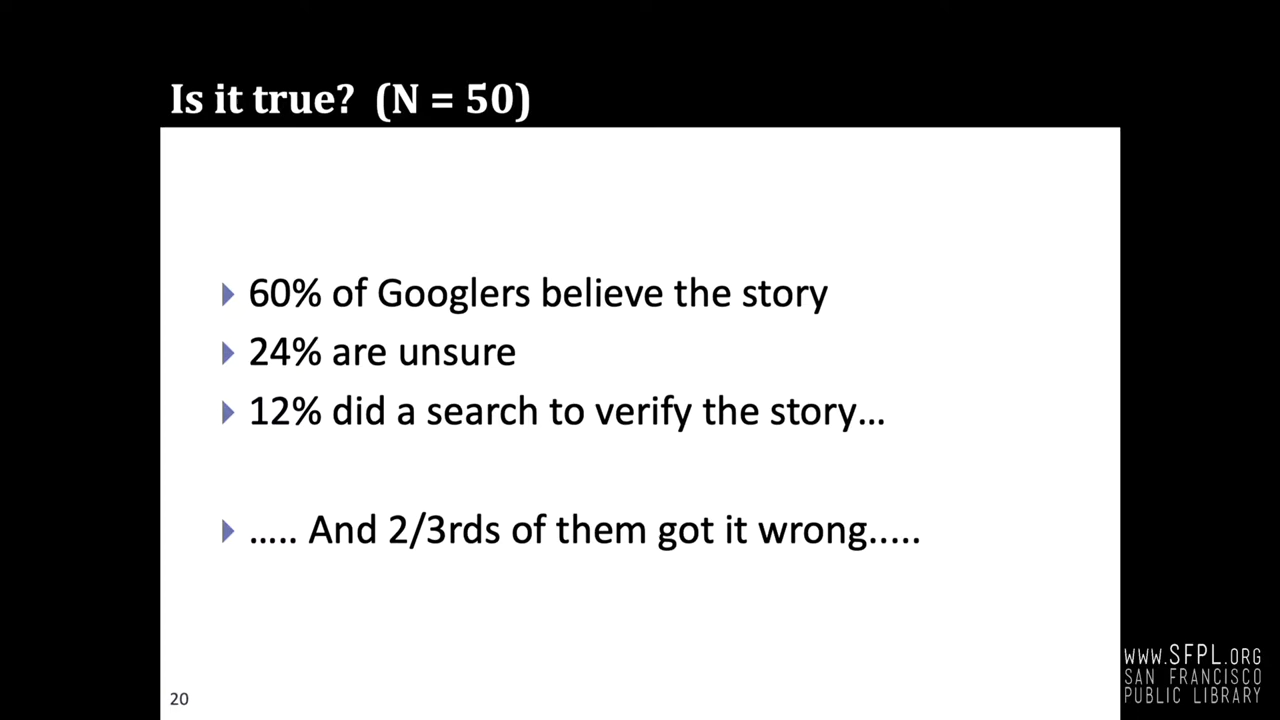 Is it true? (N = 50)
60% of Googlers believe the story
24% are unsure
12% did a search to verify the story…
….. And 2/3rds of them got it wrong…..
20
www.SFPL.ORG
SAN FRANCISCO
PUBLIC LIBRARY